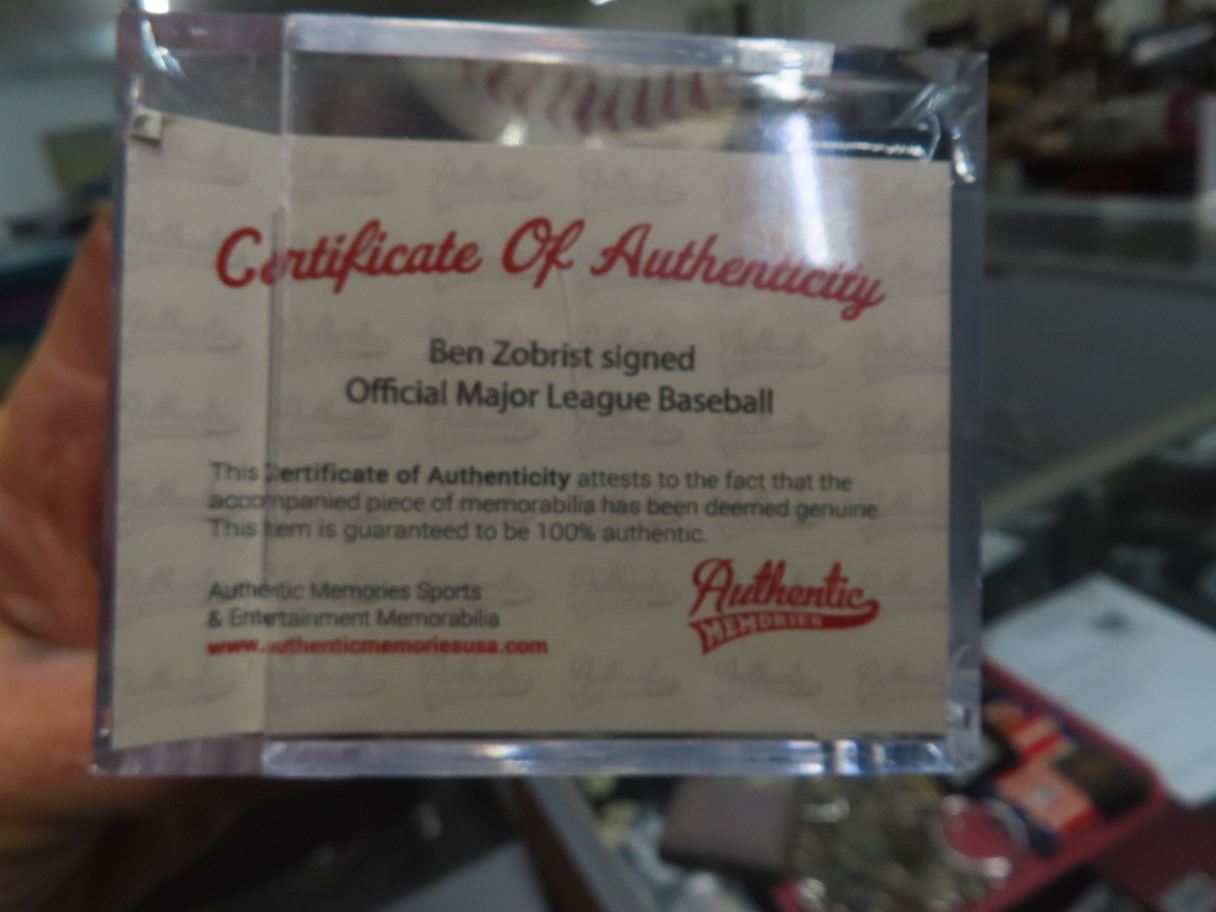 Certificate Of Authenticity
Ben Zobrist signed
Official Major League Baseball
This Certificate of Authenticity attests to the fact that the
accompanied piece of memorabilia has been deemed genuine
This item is guaranteed to be 100% authentic.
Authentic Memories Sports
& Entertainment Memorabilia
www.authenticmemoriesusa.com
Authentic
MEMORIES